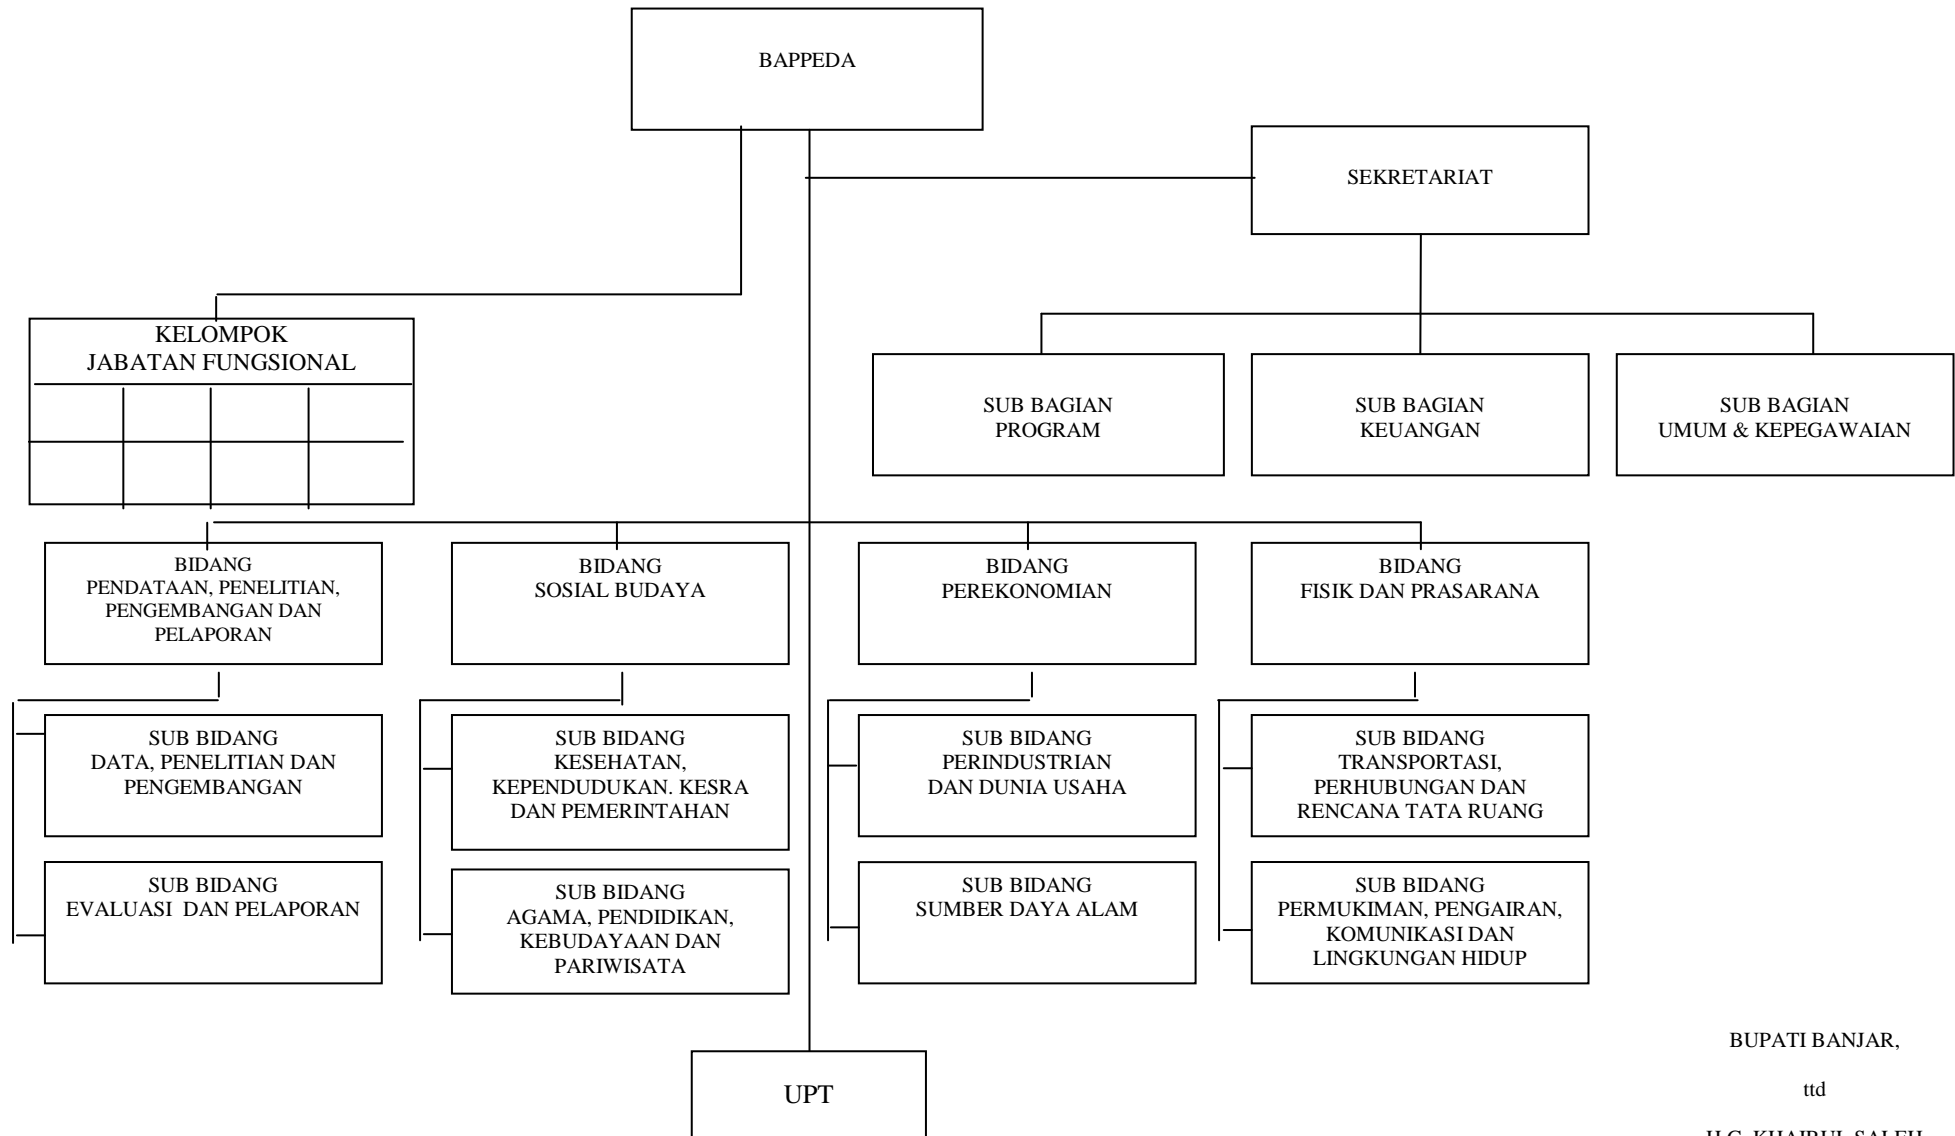 BAPPEDA
SEKRETARIAT
KELOMPOK
JABATAN FUNGSIONAL
SUB BAGIAN
PROGRAM
SUB BAGIAN
KEUANGAN
SUB BAGIAN
UMUM & KEPEGAWAIAN
BIDANG
PENDATAAN, PENELITIAN,
PENGEMBANGAN DAN
PELAPORAN
BIDANG
SOSIAL BUDAYA
BIDANG
PEREKONOMIAN
BIDANG
FISIK DAN PRASARANA
SUB BIDANG
DATA, PENELITIAN DAN
PENGEMBANGAN
SUB BIDANG
KESEHATAN,
KEPENDUDUKAN. KESRA
DAN PEMERINTAHAN
SUB BIDANG
PERINDUSTRIAN
DAN DUNIA USAHA
SUB BIDANG
TRANSPORTASI,
PERHUBUNGAN DAN
RENCANA TATA RUANG
SUB BIDANG
EVALUASI  DAN PELAPORAN
SUB BIDANG
AGAMA, PENDIDIKAN,
KEBUDAYAAN DAN
PARIWISATA
SUB BIDANG
SUMBER DAYA ALAM
SUB BIDANG
PERMUKIMAN, PENGAIRAN,
KOMUNIKASI DAN
LINGKUNGAN HIDUP
UPT
BUPATI BANJAR,
ttd
KHAIRUL SALEH